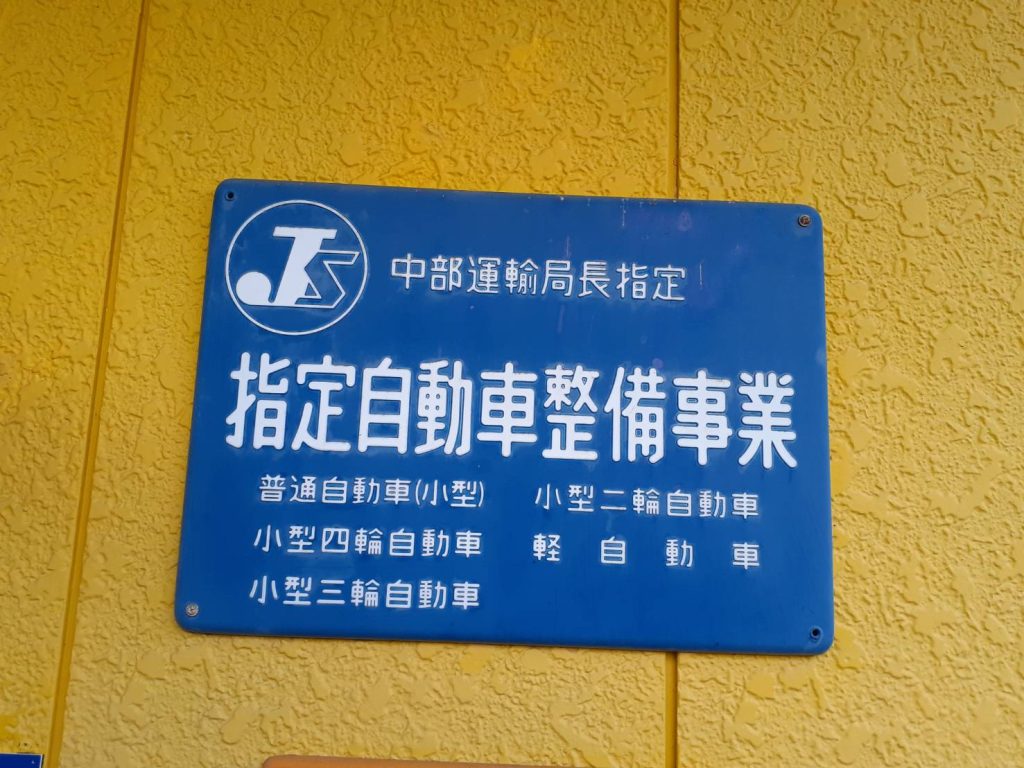 JS
中部運輸局長指定
指定自動車整備事業
普通自動車(小型)
小型四輪自動車
小型三輪自動車
小型二輪自動車
軽自動車